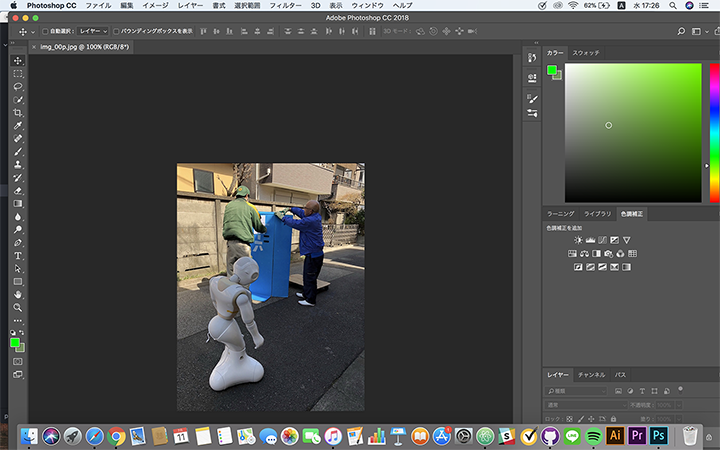 Photoshop CC ファイル 編集 イメージ レイヤー 書式 選択範囲 フィルター 3D 表示 ウィンドウ ヘルプ 62% A 水 17:26
Adobe Photoshop CC 2018
自動選択: レイヤー バウンディングボックスを表示 3D モード:
× img_00p.jpg @ 100% (RGB/8*)
カラー スウォッチ
ラーニング ライブラリ 色調補正
色調補正を追加
レイヤー チャンネル パス
種類
通常 不透明度: 100%
ロック: 塗り: 100%
11 LINE Ai Pr Ps